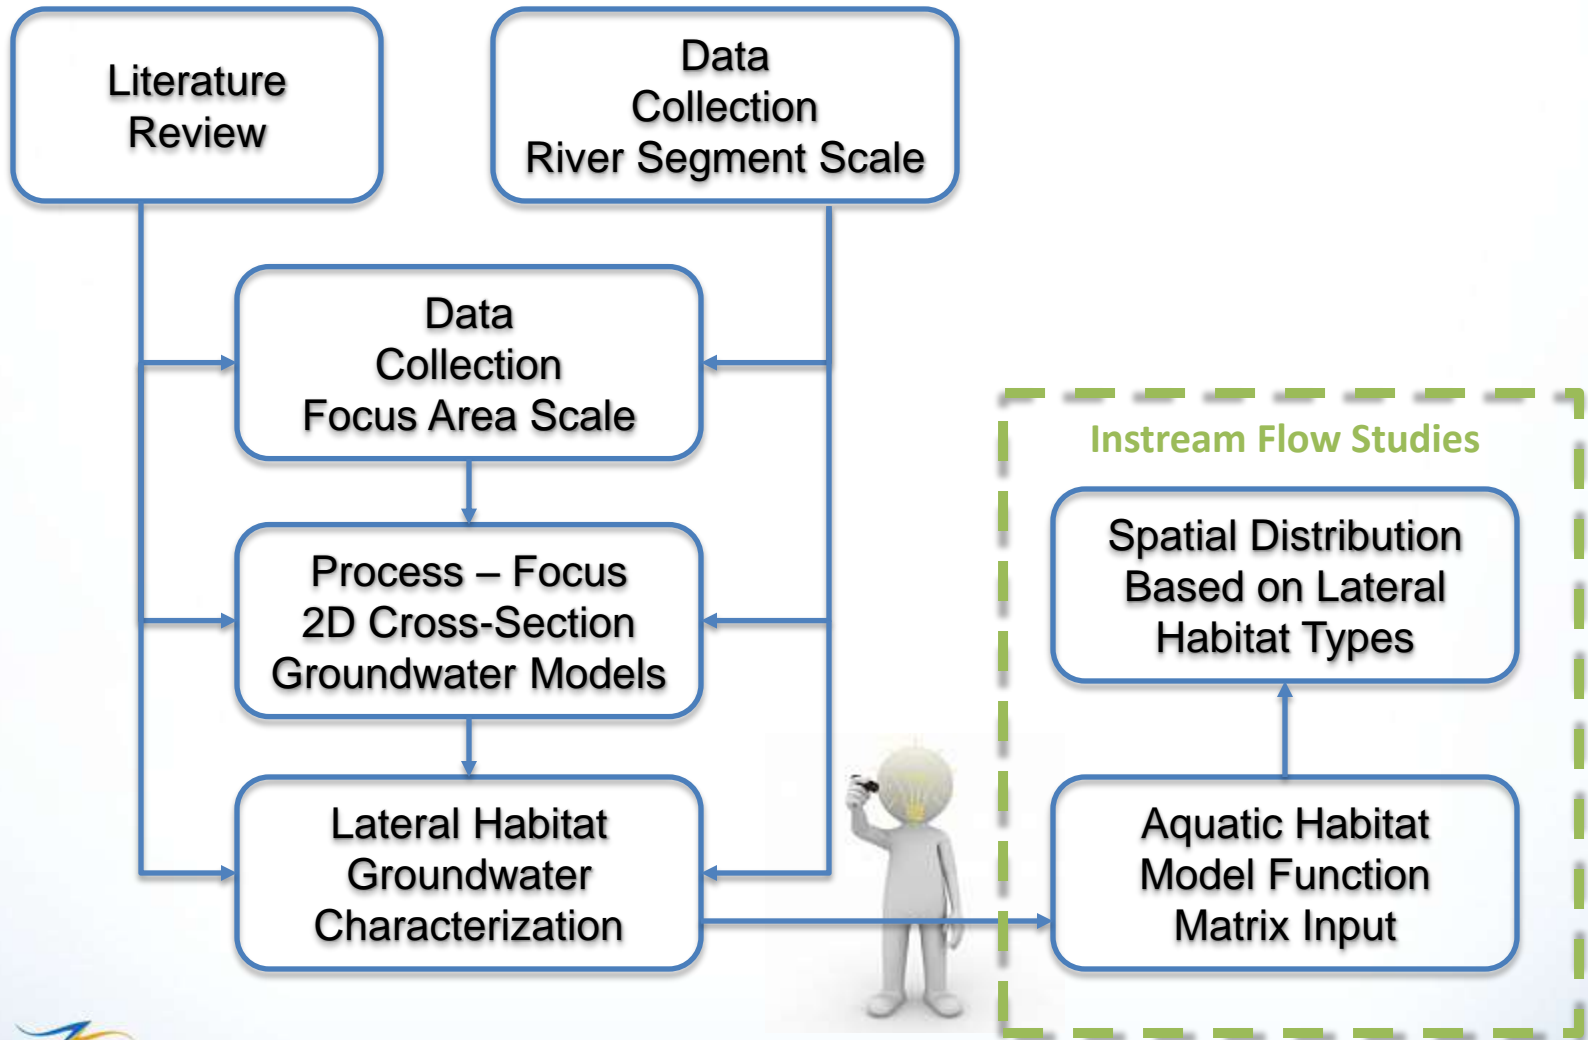 Literature
Review
Data
Collection
River Segment Scale
Data
Collection
Focus Area Scale
Process – Focus
2D Cross-Section
Groundwater Models
Lateral Habitat
Groundwater
Characterization
Instream Flow Studies
Spatial Distribution
Based on Lateral
Habitat Types
Aquatic Habitat
Model Function
Matrix Input